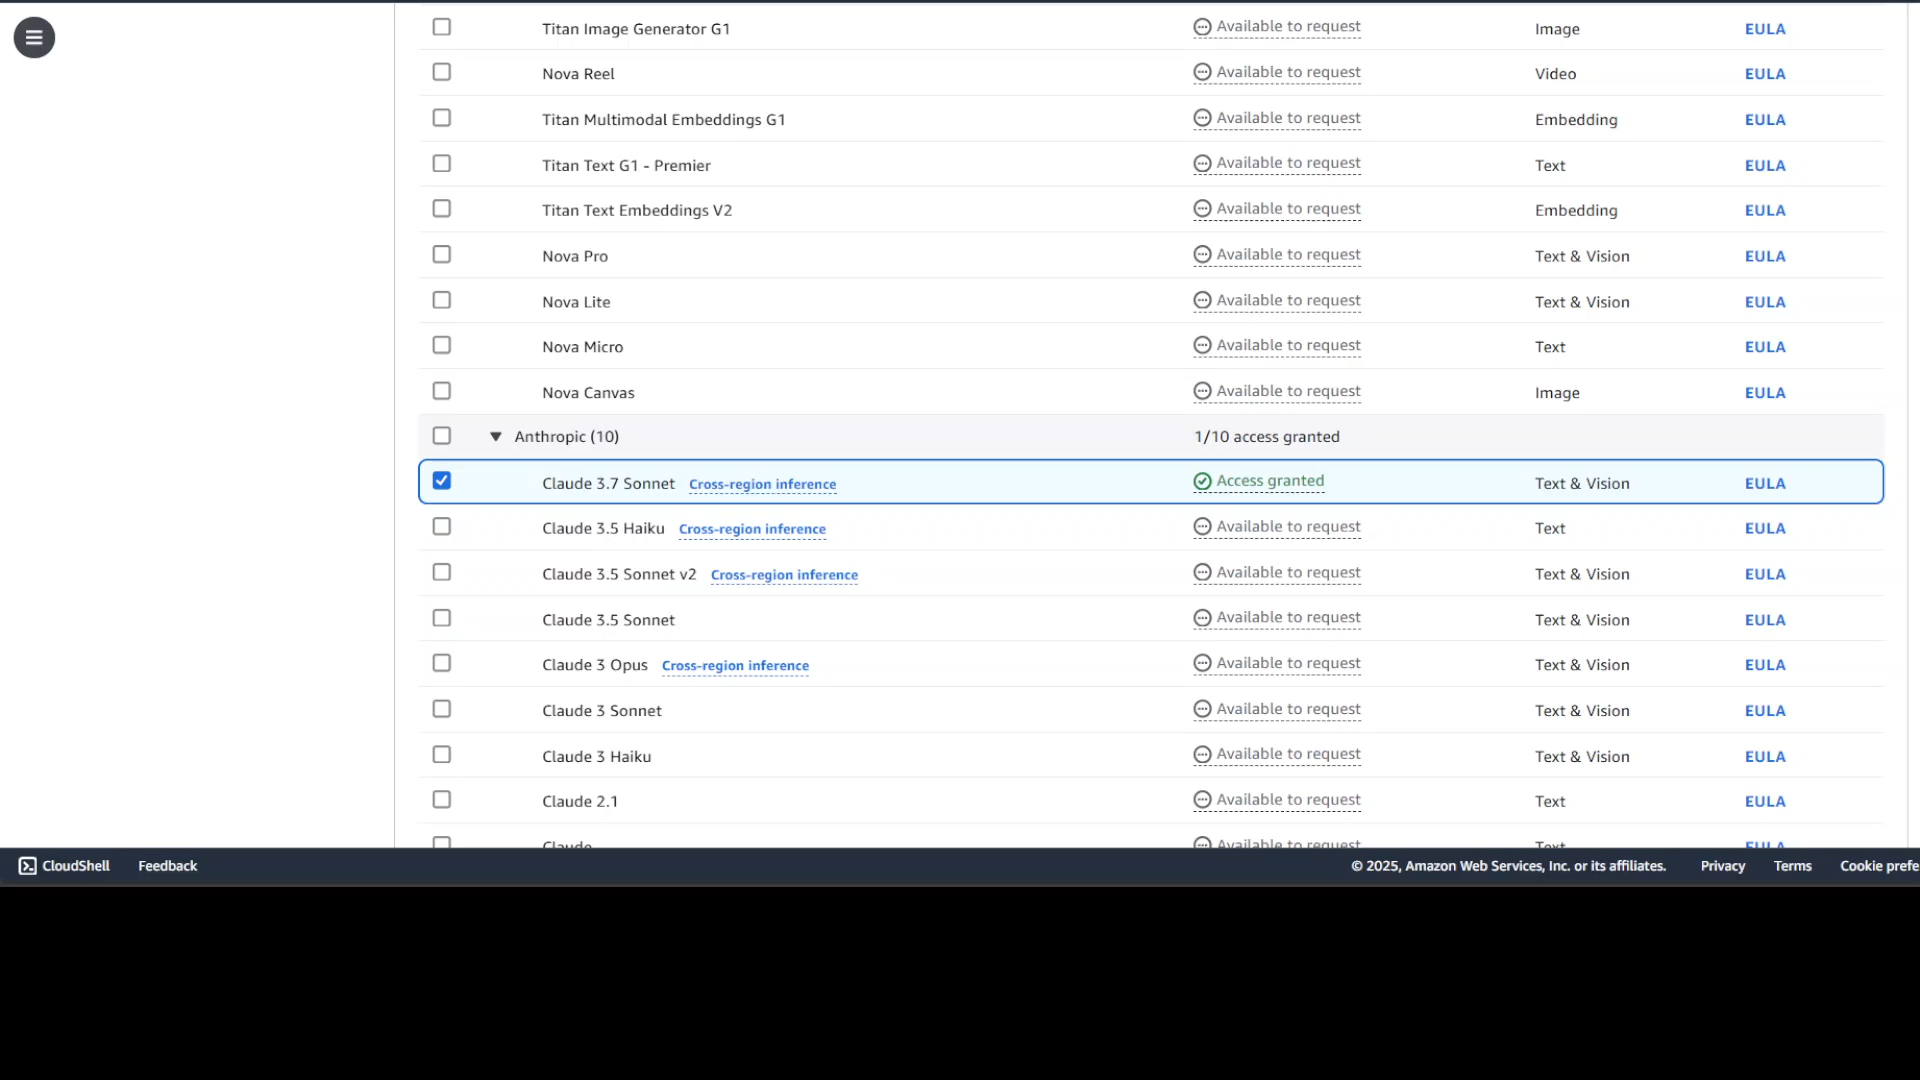 Titan Image Generator G1 Available to request Image EULA
Nova Reel Available to request Video EULA
Titan Multimodal Embeddings G1 Available to request Embedding EULA
Titan Text G1 - Premier Available to request Text EULA
Titan Text Embeddings V2 Available to request Embedding EULA
Nova Pro Available to request Text & Vision EULA
Nova Lite Available to request Text & Vision EULA
Nova Micro Available to request Text EULA
Nova Canvas Available to request Image EULA
Anthropic (10) 1/10 access granted
Claude 3.7 Sonnet Cross-region inference Access granted Text & Vision EULA
Claude 3.5 Haiku Cross-region inference Available to request Text EULA
Claude 3.5 Sonnet v2 Cross-region inference Available to request Text & Vision EULA
Claude 3.5 Sonnet Available to request Text & Vision EULA
Claude 3 Opus Cross-region inference Available to request Text & Vision EULA
Claude 3 Sonnet Available to request Text & Vision EULA
Claude 3 Haiku Available to request Text & Vision EULA
Claude 2.1 Available to request Text EULA
Claude Available to request Text EULA
CloudShell Feedback © 2025, Amazon Web Services, Inc. or its affiliates. Privacy Terms Cookie prefe